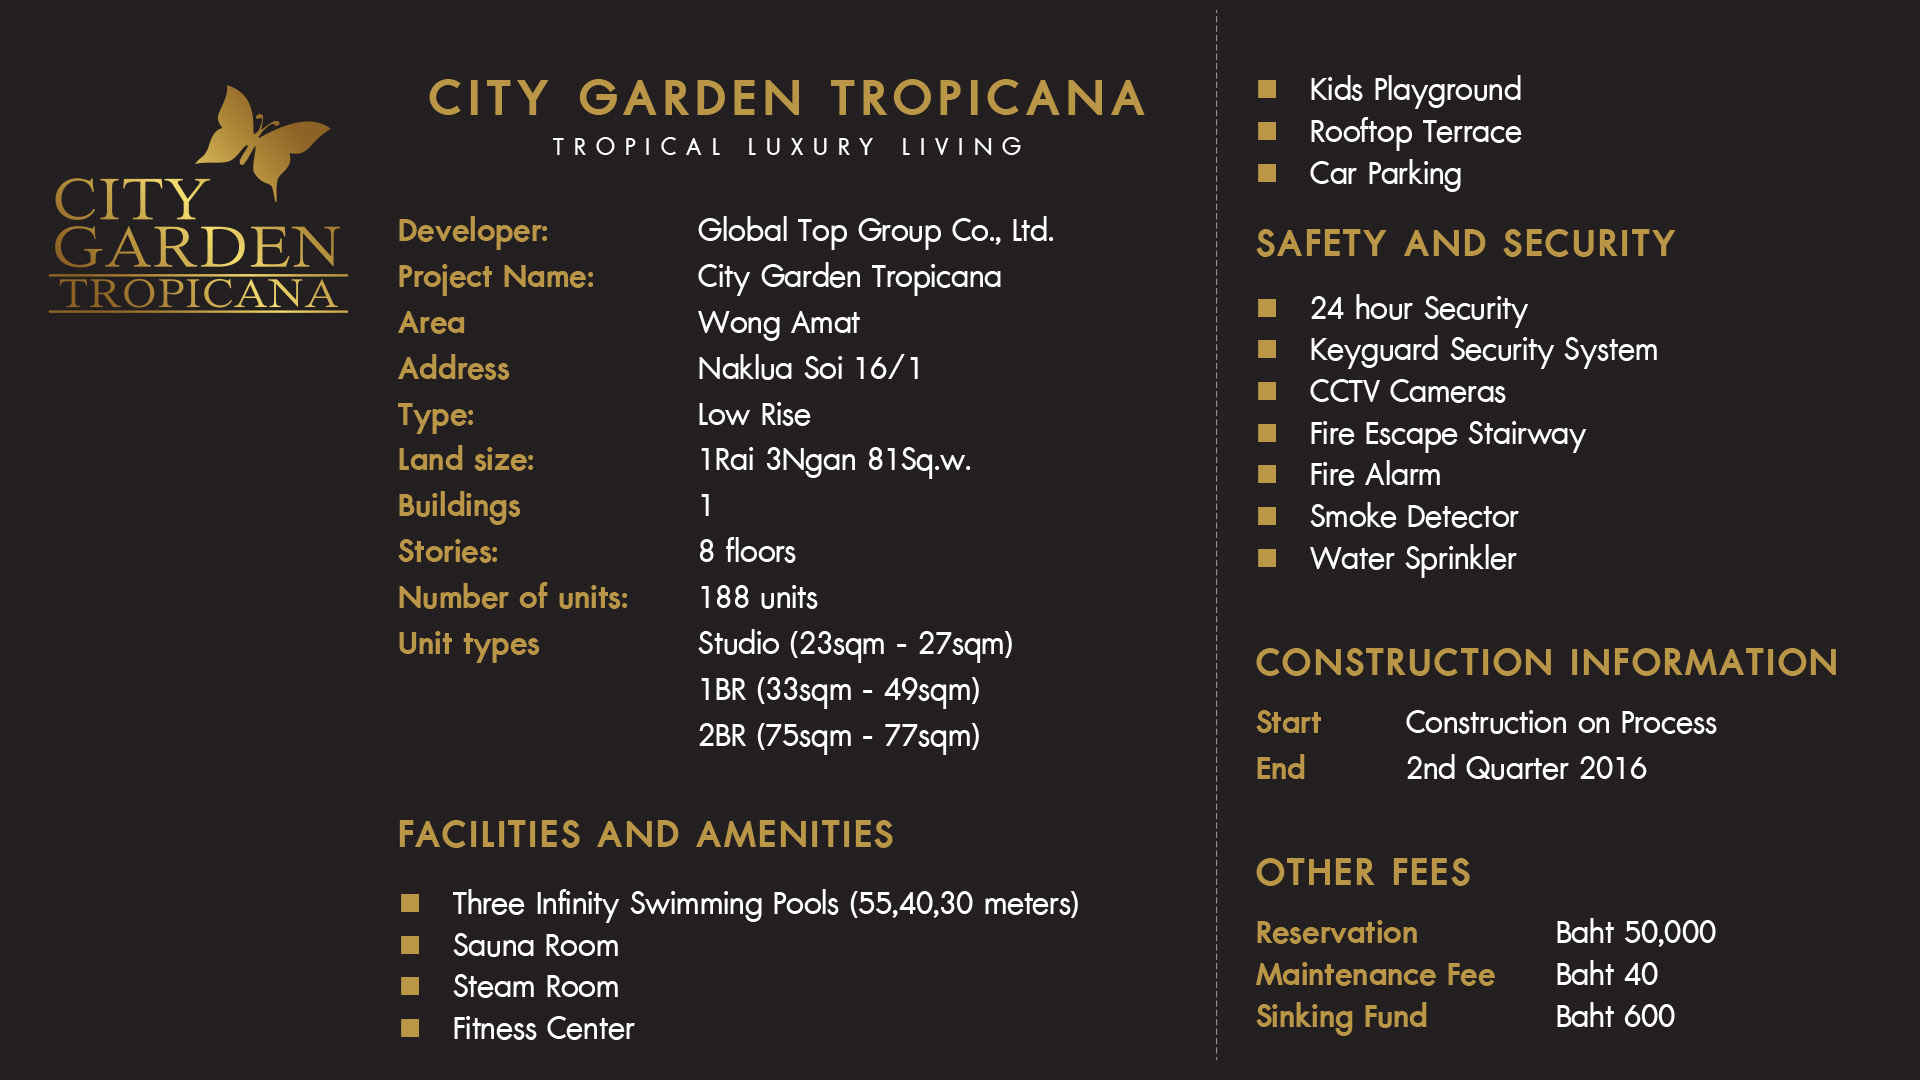 CITY
GARDEN
TROPICANA
CITY GARDEN TROPICANA
TROPICAL LUXURY LIVING
Developer: Global Top Group Co., Ltd.
Project Name: City Garden Tropicana
Area Wong Amat
Address Naklua Soi 16/1
Type: Low Rise
Land size: 1Rai 3Ngan 81Sq.w.
Buildings 1
Stories: 8 floors
Number of units: 188 units
Unit types Studio (23sqm - 27sqm)
1BR (33sqm - 49sqm)
2BR (75sqm - 77sqm)
FACILITIES AND AMENITIES
Three Infinity Swimming Pools (55,40,30 meters)
Sauna Room
Steam Room
Fitness Center
Kids Playground
Rooftop Terrace
Car Parking
SAFETY AND SECURITY
24 hour Security
Keyguard Security System
CCTV Cameras
Fire Escape Stairway
Fire Alarm
Smoke Detector
Water Sprinkler
CONSTRUCTION INFORMATION
Start Construction on Process
End 2nd Quarter 2016
OTHER FEES
Reservation Baht 50,000
Maintenance Fee Baht 40
Sinking Fund Baht 600